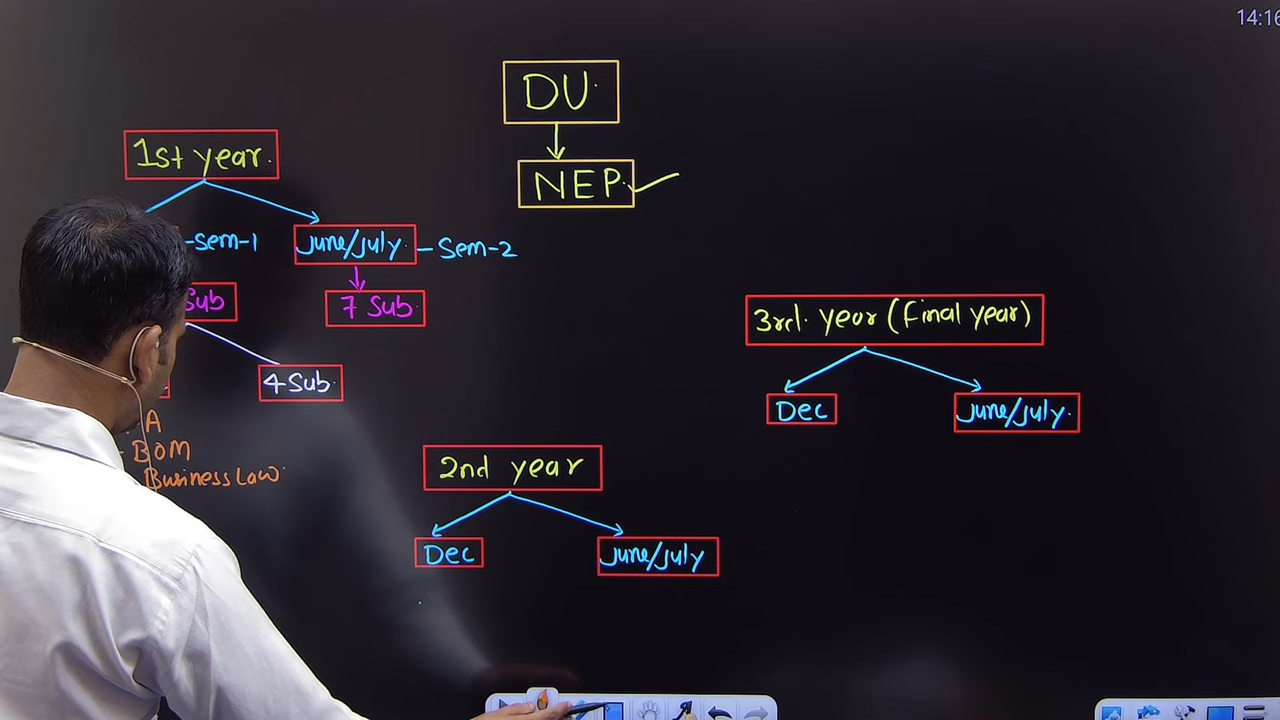 14:16
DU
NEP
1st year
-Sem-1
June/July - Sem-2
Sub
7 Sub
4 Sub
A
- BOM
Business Law
2nd year
Dec
June/July
3rd year (Final year)
Dec
June/July